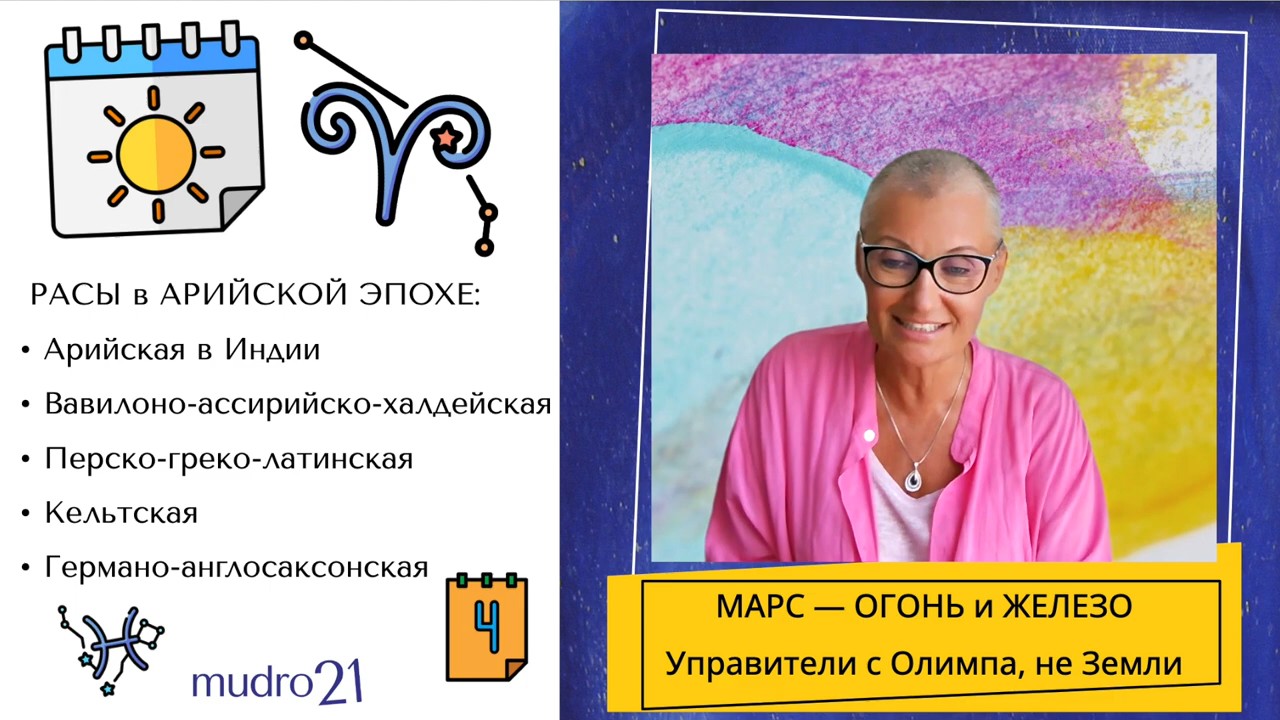 РАСЫ в АРИЙСКОЙ ЭПОХЕ:
• Арийская в Индии
• Вавилоно-ассирийско-халдейская
• Перско-греко-латинская
• Кельтская
• Германо-англосаксонская
4
mudro21
МАРС — ОГОНЬ и ЖЕЛЕЗО
Управители с Олимпа, не Земли